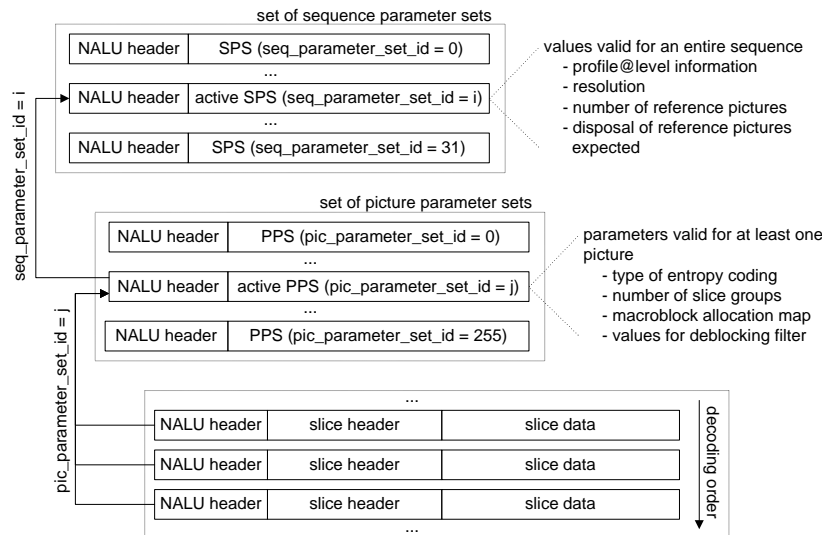 set of sequence parameter sets
NALU header SPS (seq_parameter_set_id = 0)
...
NALU header active SPS (seq_parameter_set_id = i)
...
NALU header SPS (seq_parameter_set_id = 31)
values valid for an entire sequence
- profile@level information
- resolution
- number of reference pictures
- disposal of reference pictures
expected
seq_parameter_set_id = i
set of picture parameter sets
NALU header PPS (pic_parameter_set_id = 0)
...
NALU header active PPS (pic_parameter_set_id = j)
...
NALU header PPS (pic_parameter_set_id = 255)
parameters valid for at least one
picture
- type of entropy coding
- number of slice groups
- macroblock allocation map
- values for deblocking filter
pic_parameter_set_id = j
...
NALU header slice header slice data
NALU header slice header slice data
NALU header slice header slice data
...
decoding order